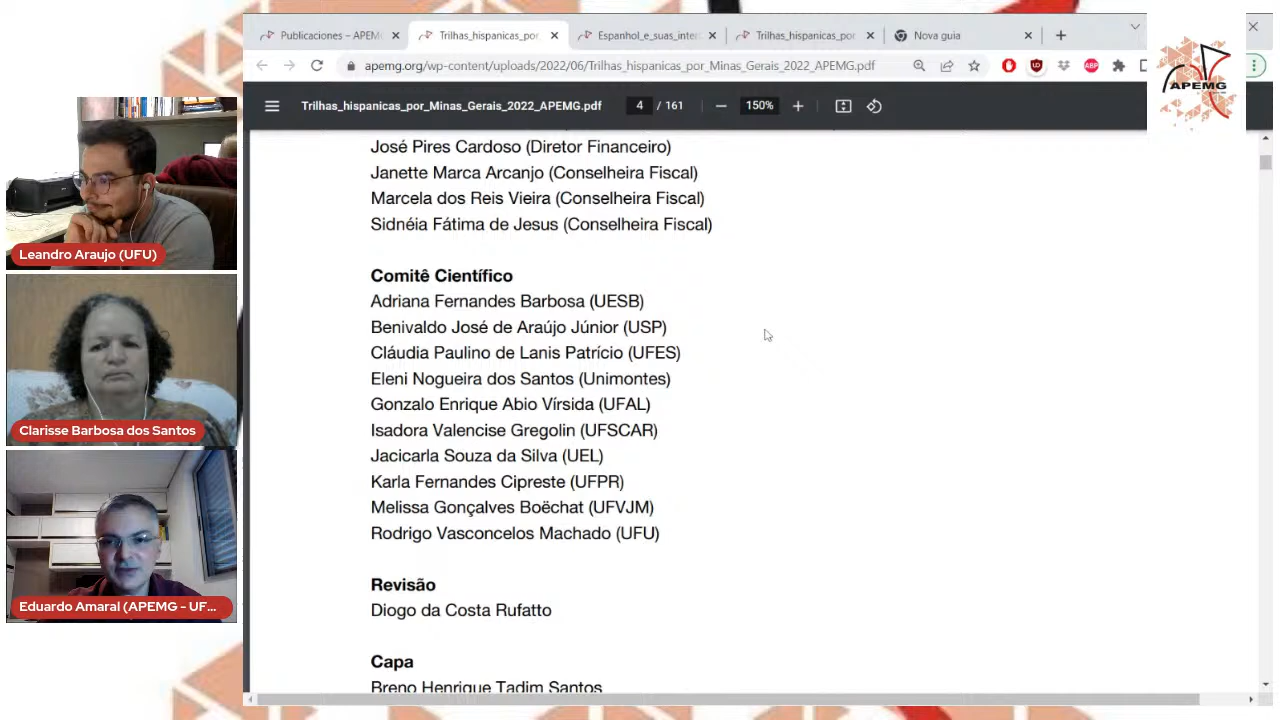 Publicaciones – APEM
Trilhas_hispanicas_por
Espanhol_e_suas_inter
Trilhas_hispanicas_por
Nova guia
apemg.org/wp-content/uploads/2022/06/Trilhas_hispanicas_por_Minas_Gerais_2022_APEMG.pdf
ABP
APEMG
Trilhas_hispanicas_por_Minas_Gerais_2022_APEMG.pdf
4 / 161
150%
José Pires Cardoso (Diretor Financeiro)
Janette Marca Arcanjo (Conselheira Fiscal)
Marcela dos Reis Vieira (Conselheira Fiscal)
Sidnéia Fátima de Jesus (Conselheira Fiscal)
Comitê Científico
Adriana Fernandes Barbosa (UESB)
Benivaldo José de Araújo Júnior (USP)
Cláudia Paulino de Lanis Patrício (UFES)
Eleni Nogueira dos Santos (Unimontes)
Gonzalo Enrique Abio Vírsida (UFAL)
Isadora Valencise Gregolin (UFSCAR)
Jacicarla Souza da Silva (UEL)
Karla Fernandes Cipreste (UFPR)
Melissa Gonçalves Boëchat (UFVJM)
Rodrigo Vasconcelos Machado (UFU)
Revisão
Diogo da Costa Rufatto
Capa
Breno Henrique Tadim Santos
Leandro Araujo (UFU)
Clarisse Barbosa dos Santos
Eduardo Amaral (APEMG - UF...